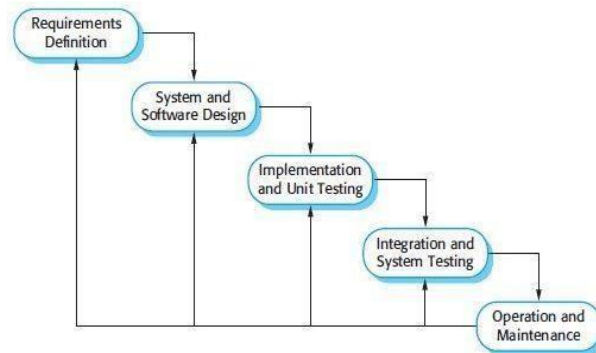 Requirements
Definition
System and
Software Design
Implementation
and Unit Testing
Integration and
System Testing
Operation and
Maintenance